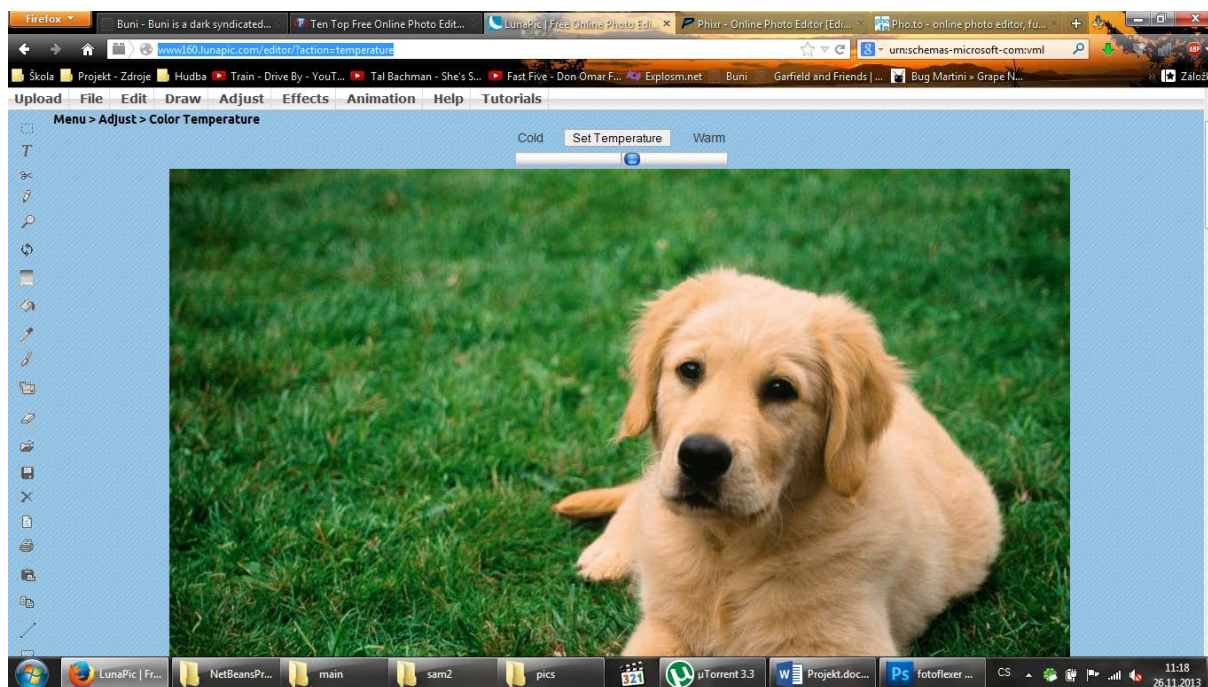 Firefox
Buni - Buni is a dark syndicated...
Ten Top Free Online Photo Edit...
LunaPic | Free Online Photo Edi...
Phixr - Online Photo Editor [Edi...
Pho.to - online photo editor, fu...
www160.lunapic.com/editor/?action=temperature
urn:schemas-microsoft-com:vml
Škola
Projekt - Zdroje
Hudba
Train - Drive By - YouT...
Tal Bachman - She's S...
Fast Five - Don Omar F...
Explosm.net
Buni
Garfield and Friends | ...
Bug Martini » Grape N...
Upload File Edit Draw Adjust Effects Animation Help Tutorials
Menu > Adjust > Color Temperature
Cold Set Temperature Warm
LunaPic | Fr...
NetBeansPr...
main
sam2
pics
321
µTorrent 3.3
Projekt.doc...
Ps fotoflexer ...
CS
11:18
26.11.2013